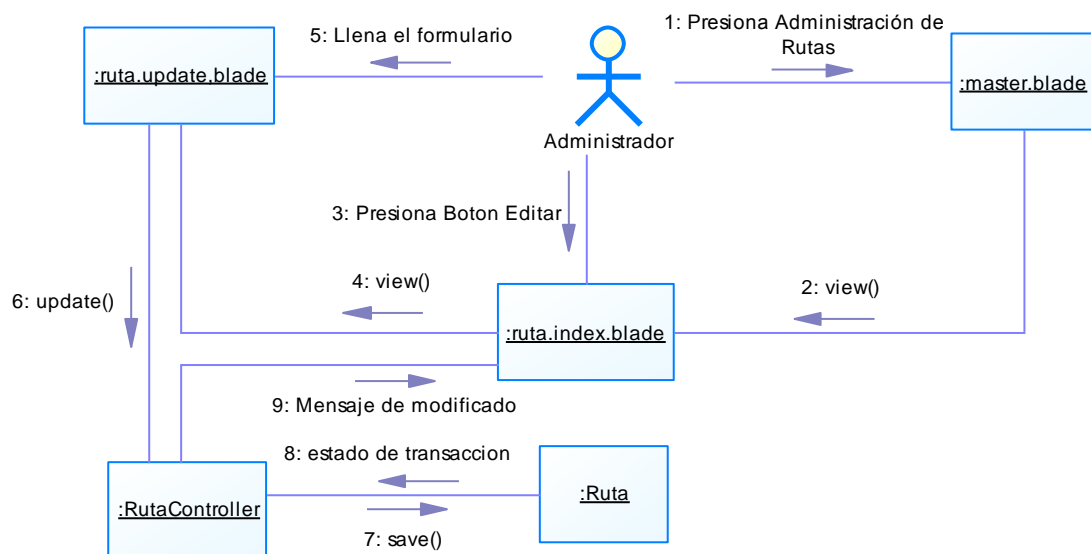 1: Presiona Administración de
Rutas
5: Llena el formulario
:ruta.update,blade
:master.blade
Administrador
3: Presiona Boton Editar
4: view()
2: view()
6: update()
:ruta.index.blade
9: Mensaje de modificado
8: estado de transaccion
:RutaController
:Ruta
7: save()